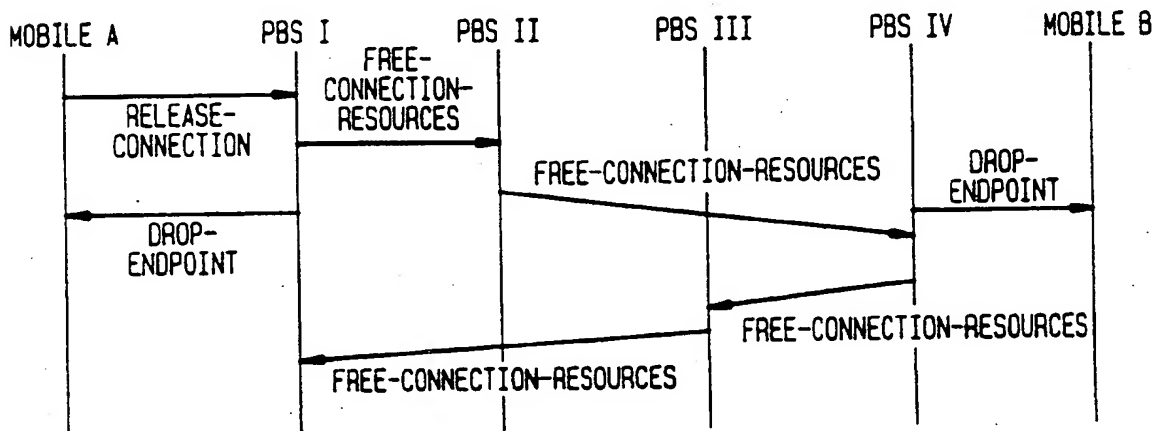 MOBILE A PBS I PBS II PBS III PBS IV MOBILE B
FREE-
CONNECTION-
RESOURCES
RELEASE-
CONNECTION
FREE-CONNECTION-RESOURCES
DROP-
ENDPOINT
DROP-
ENDPOINT
FREE-CONNECTION-RESOURCES
FREE-CONNECTION-RESOURCES